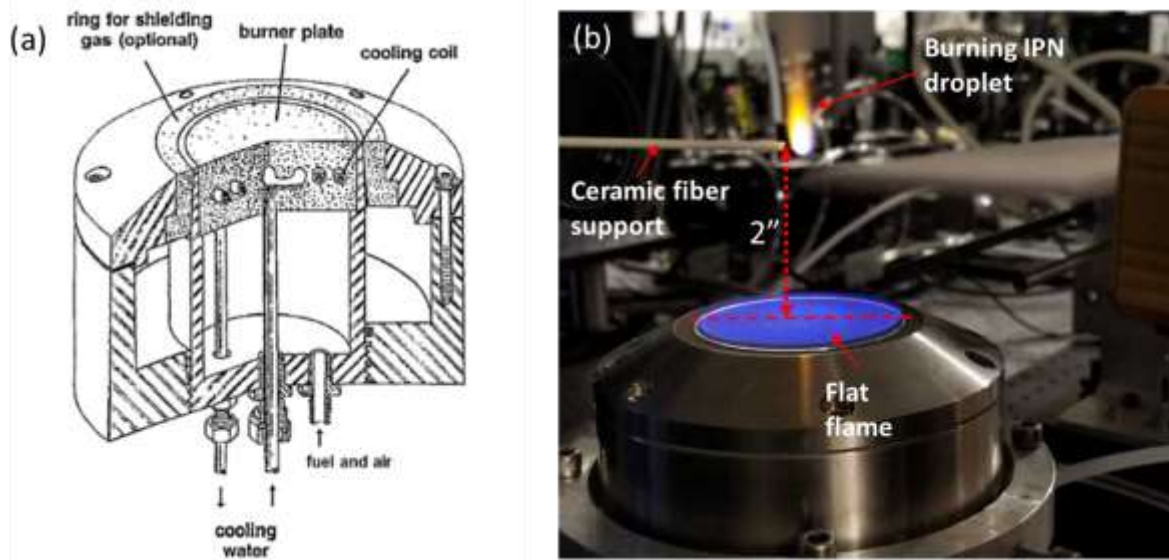 (a)
ring for shielding
gas (optional)
burner plate
cooling coil
fuel and air
cooling
water
(b)
Burning IPN
droplet
Ceramic fiber
support
2”
Flat
flame